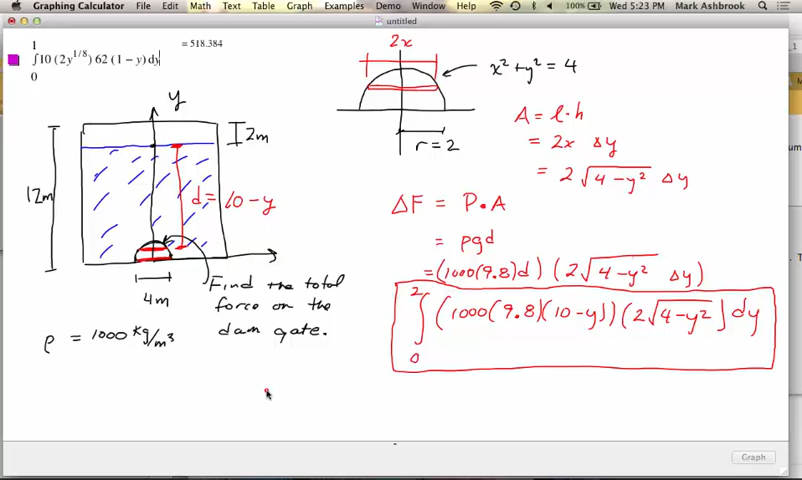 Graphing Calculator File Edit Math Text Table Graph Examples Demo Window Help 100% Wed 5:23 PM Mark Ashbrook
untitled
1
∫10 (2y^1/8) 62 (1 − y) dy
0
= 518.384
2x
x² + y² = 4
r = 2
A = l·h
= 2x Δy
= 2√(4−y²) Δy
y
2m
12m
d = 10 − y
4m
Find the total
force on the
dam gate.
ρ = 1000 kg/m³
ΔF = P·A
= ρgd
= (1000(9.8)d) (2√(4−y²) Δy)
2
∫ (1000(9.8)(10−y)) (2√(4−y²)) dy
0
Graph